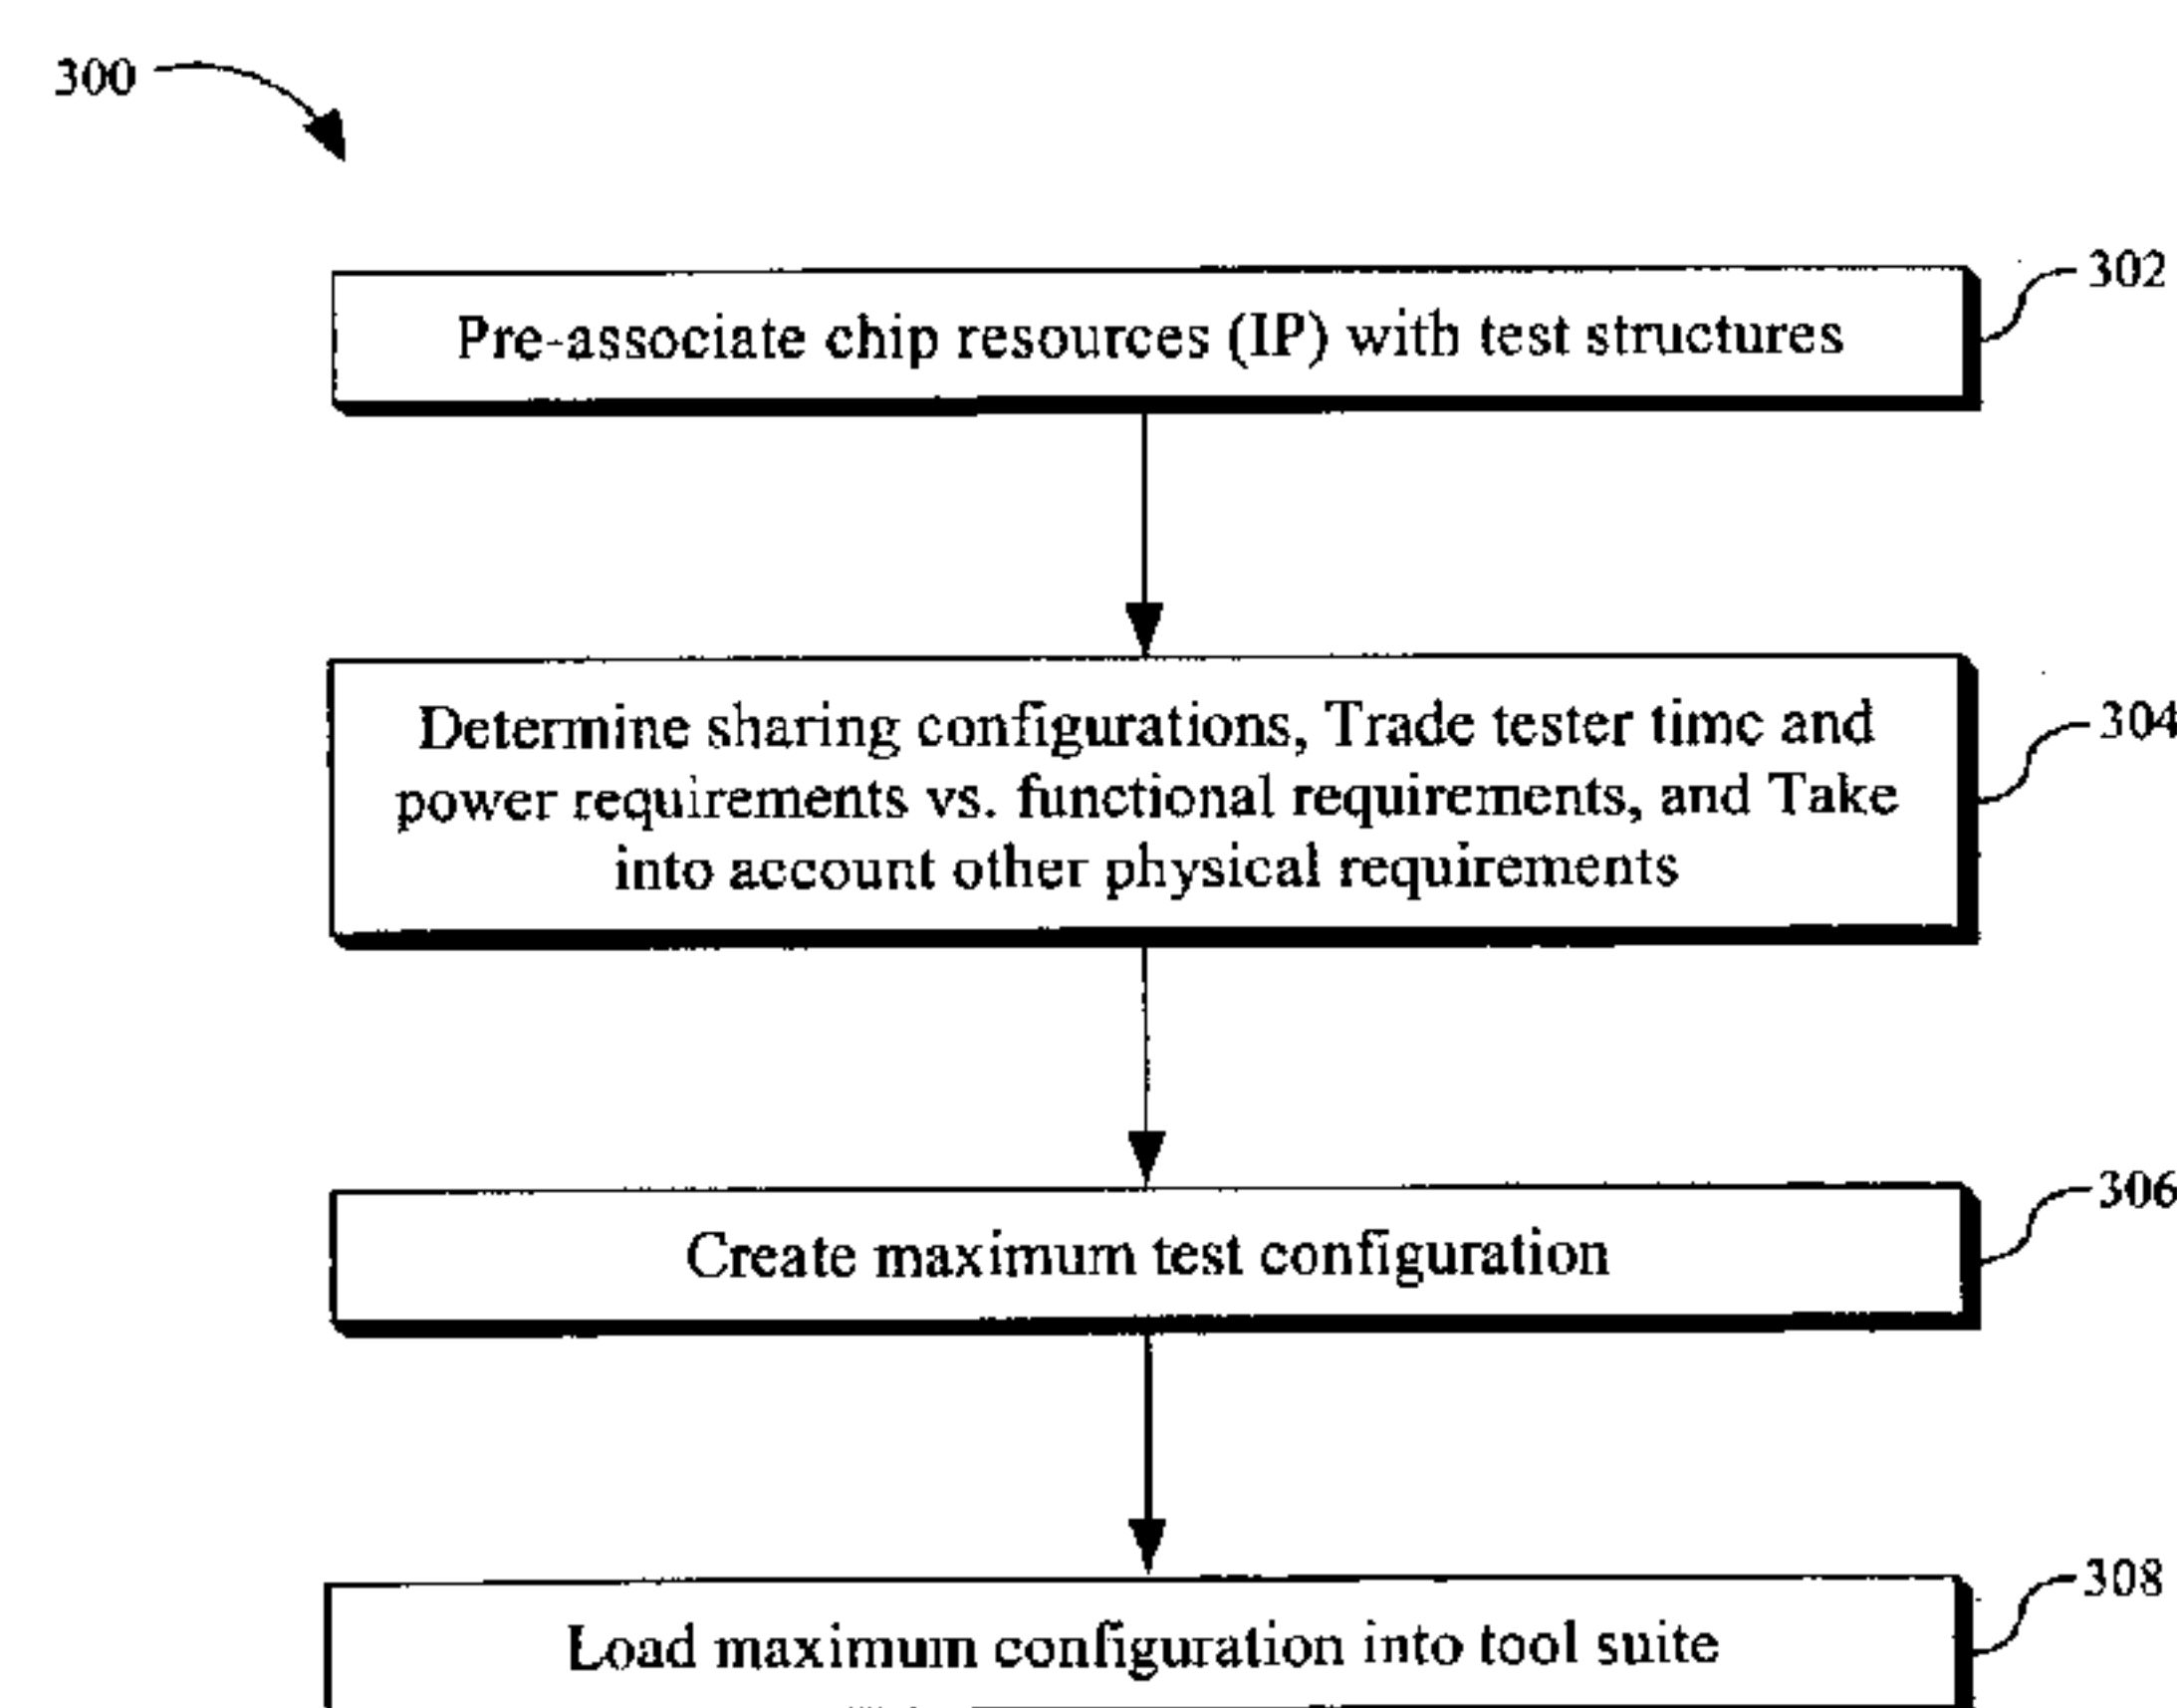 300
302
Pre-associate chip resources (IP) with test structures
304
Determine sharing configurations, Trade tester time and
power requirements vs. functional requirements, and Take
into account other physical requirements
306
Create maximum test configuration
308
Load maximum configuration into tool suite